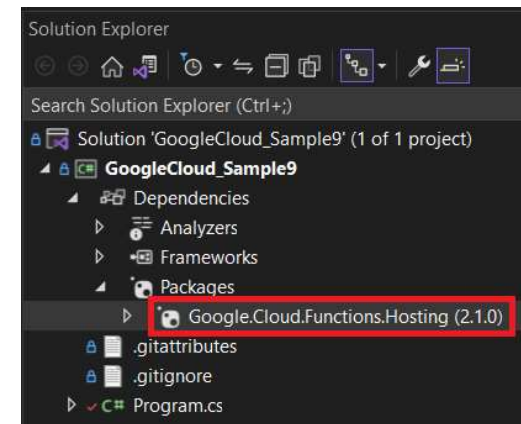 Solution Explorer
Search Solution Explorer (Ctrl+;)
Solution 'GoogleCloud_Sample9' (1 of 1 project)
C# GoogleCloud_Sample9
Dependencies
Analyzers
Frameworks
Packages
Google.Cloud.Functions.Hosting (2.1.0)
.gitattributes
.gitignore
C# Program.cs